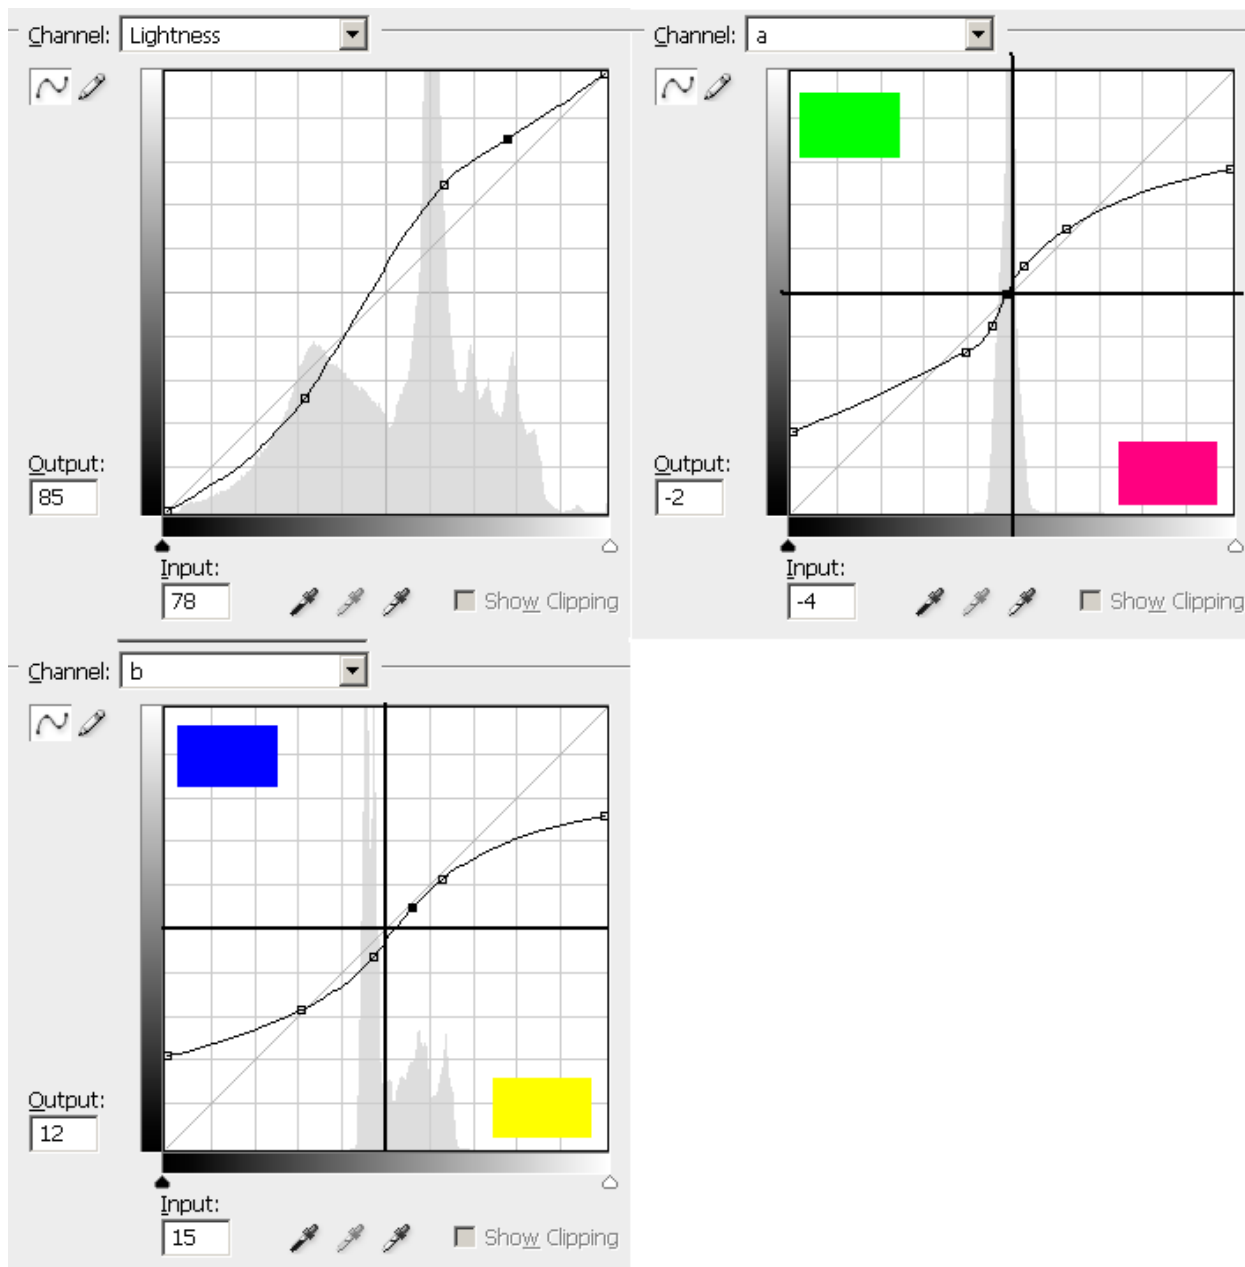 Channel: Lightness
Output:
85
Input:
78
Show Clipping
Channel: a
Output:
-2
Input:
-4
Show Clipping
Channel: b
Output:
12
Input:
15
Show Clipping